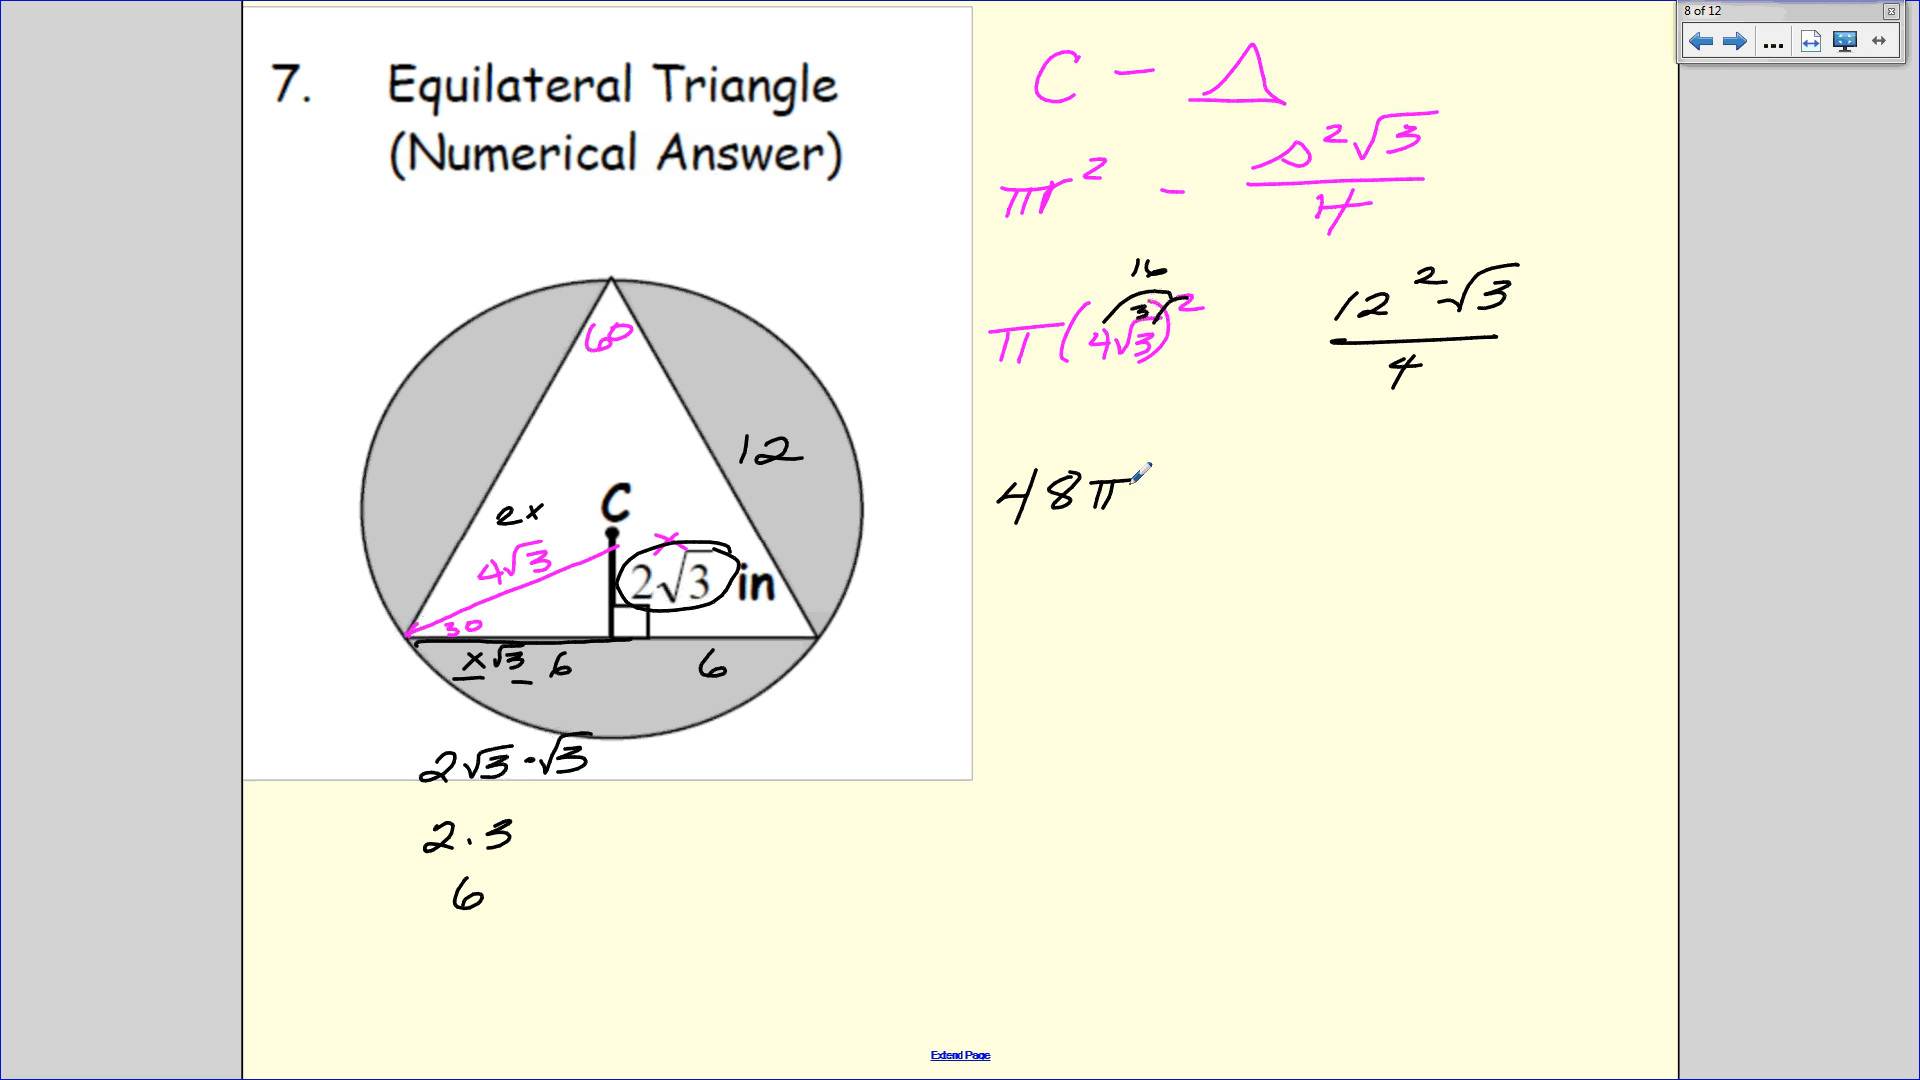 8 of 12
7. Equilateral Triangle
(Numerical Answer)
C - Δ
πr² - s²√3/4
π(4√3)² 16 3
12²√3/4
48π
60
12
C
2x
x
4√3
2√3 in
30
x√3 6 6
2√3 · √3
2 · 3
6
Extend Page